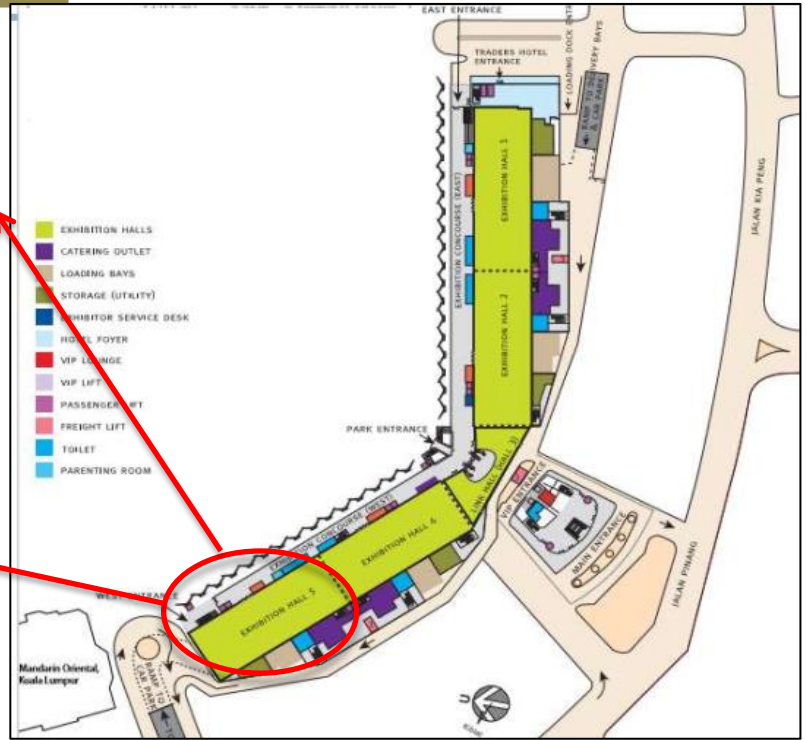 EAST ENTRANCE
TRADERS HOTEL
ENTRANCE
RAMP TO DELIVERY BAYS
& CAR PARK
EXHIBITION HALL 1
EXHIBITION CONCOURSE (EAST)
JALAN KIA PENG
EXHIBITION HALLS
CATERING OUTLET
LOADING BAYS
STORAGE (UTILITY)
EXHIBITOR SERVICE DESK
HOTEL FOYER
VIP LOUNGE
VIP LIFT
PASSENGER LIFT
FREIGHT LIFT
TOILET
PARENTING ROOM
EXHIBITION HALL 2
PARK ENTRANCE
LINK HALL (HALL 3)
VIP ENTRANCE
MAIN ENTRANCE
EXHIBITION CONCOURSE (WEST)
EXHIBITION HALL 4
EXHIBITION HALL 5
WEST ENTRANCE
JALAN PINANG
Mandarin Oriental,
Kuala Lumpur
RAMP TO
CAR PARK